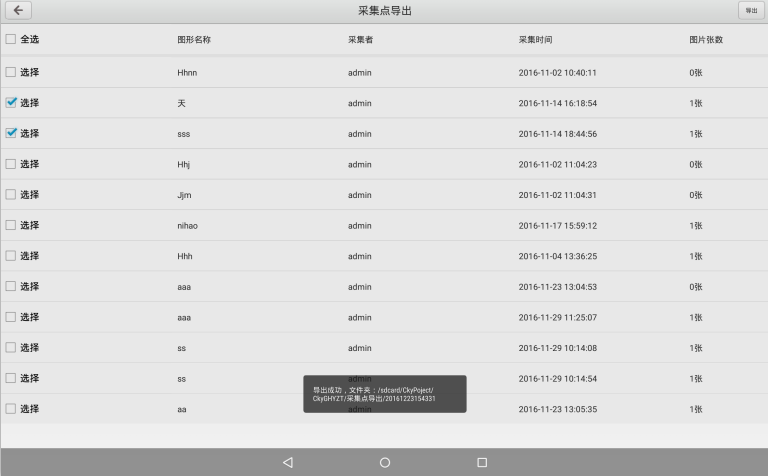 采集点导出
导出
全选 图形名称 采集者 采集时间 图片张数
选择 Hhnn admin 2016-11-02 10:40:11 0张
选择 天 admin 2016-11-14 16:18:54 1张
选择 sss admin 2016-11-14 18:44:56 1张
选择 Hhj admin 2016-11-02 11:04:23 0张
选择 Jjm admin 2016-11-02 11:04:31 0张
选择 nihao admin 2016-11-17 15:59:12 1张
选择 Hhh admin 2016-11-04 13:36:25 1张
选择 aaa admin 2016-11-23 13:04:53 0张
选择 aaa admin 2016-11-29 11:25:07 1张
选择 ss admin 2016-11-29 10:14:08 1张
选择 ss admin 2016-11-29 10:14:54 1张
导出成功，文件夹：/sdcard/CkyPoject/
CkyGHYZT/采集点导出/20161223154331
选择 aa admin 2016-11-23 13:05:35 1张